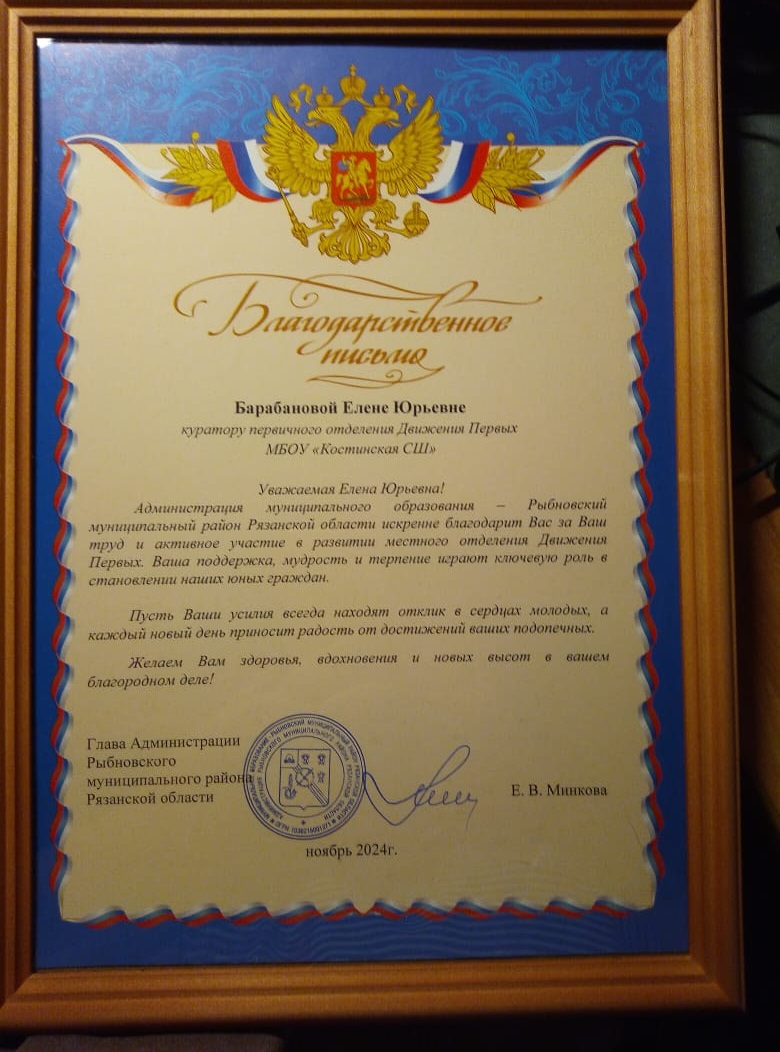 Благодарственное
письмо
Барабановой Елене Юрьевне
куратору первичного отделения Движения Первых
МБОУ «Костинская СШ»
Уважаемая Елена Юрьевна!
Администрация муниципального образования – Рыбновский
муниципальный район Рязанской области искренне благодарит Вас за Ваш
труд и активное участие в развитии местного отделения Движения
Первых. Ваша поддержка, мудрость и терпение играют ключевую роль в
становлении наших юных граждан.
Пусть Ваши усилия всегда находят отклик в сердцах молодых, а
каждый новый день приносит радость от достижений ваших подопечных.
Желаем Вам здоровья, вдохновения и новых высот в вашем
благородном деле!
Глава Администрации
Рыбновского
муниципального района
Рязанской области
Е. В. Минкова
ноябрь 2024г.